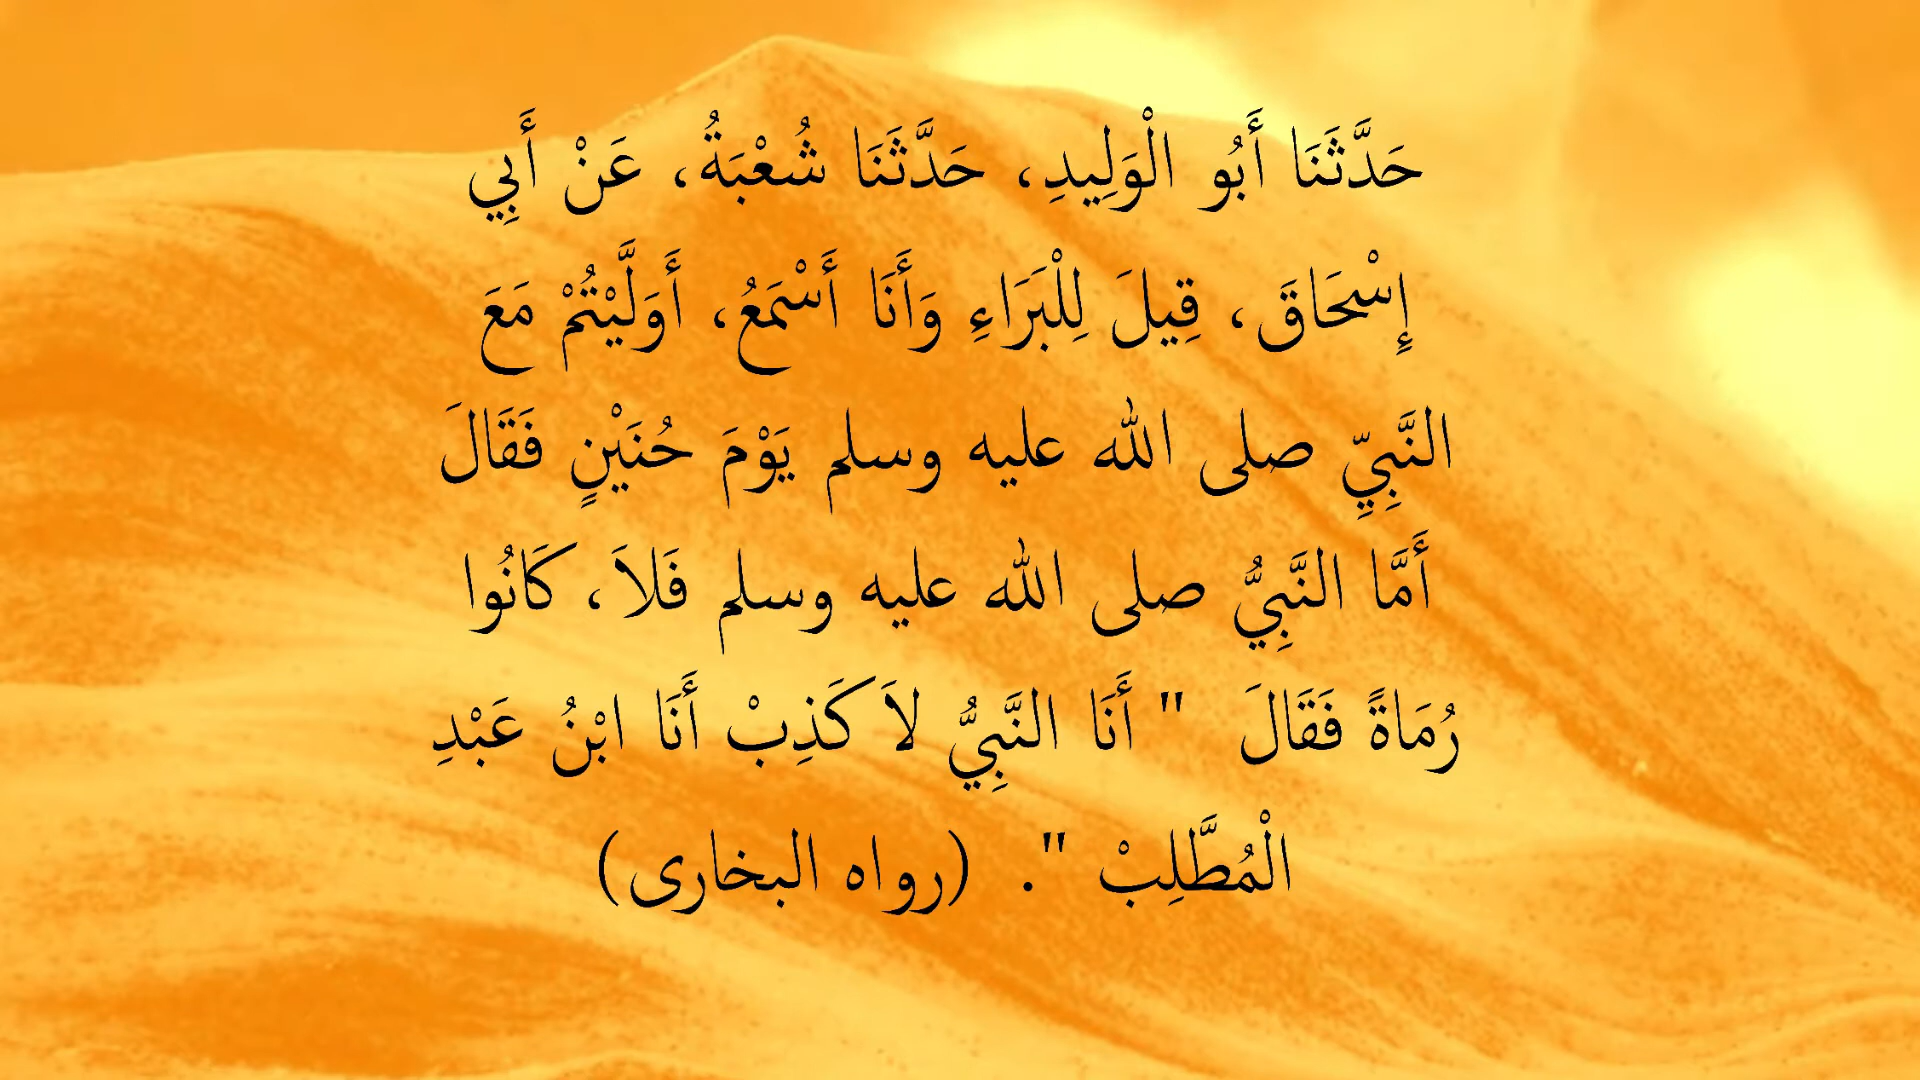 حَدَّثَنَا أَبُو الْوَلِيدِ، حَدَّثَنَا شُعْبَةُ، عَنْ أَبِي
إِسْحَاقَ، قِيلَ لِلْبَرَاءِ وَأَنَا أَسْمَعُ، أَوَلَّيْتُمْ مَعَ
النَّبِيِّ صلى الله عليه وسلم يَوْمَ حُنَيْنٍ فَقَالَ
أَمَّا النَّبِيُّ صلى الله عليه وسلم فَلاَ، كَانُوا
رُمَاةً فَقَالَ " أَنَا النَّبِيُّ لاَ كَذِبْ أَنَا ابْنُ عَبْدِ
الْمُطَّلِبْ ". (رواه البخارى)